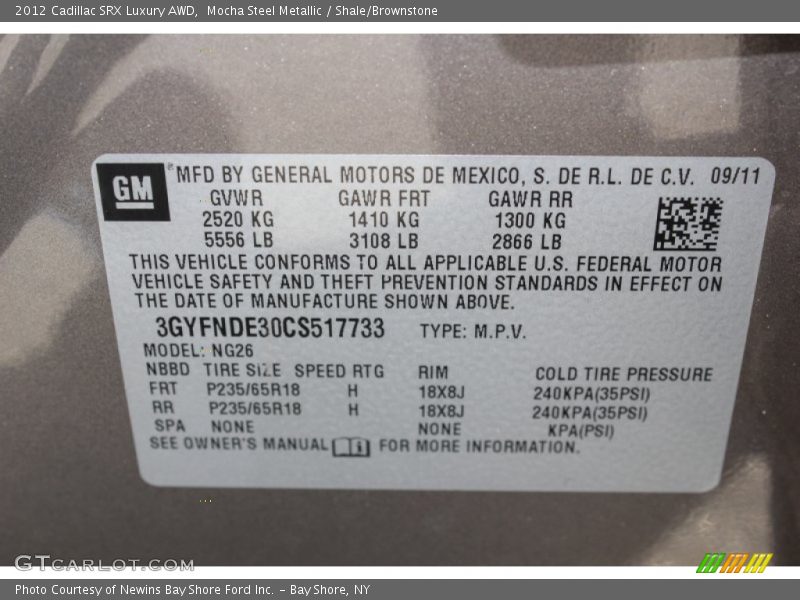 2012 Cadillac SRX Luxury AWD, Mocha Steel Metallic / Shale/Brownstone
GM
MFD BY GENERAL MOTORS DE MEXICO, S. DE R.L. DE C.V. 09/11
GVWR GAWR FRT GAWR RR
2520 KG 1410 KG 1300 KG
5556 LB 3108 LB 2866 LB
THIS VEHICLE CONFORMS TO ALL APPLICABLE U.S. FEDERAL MOTOR
VEHICLE SAFETY AND THEFT PREVENTION STANDARDS IN EFFECT ON
THE DATE OF MANUFACTURE SHOWN ABOVE.
3GYFNDE30CS517733 TYPE: M.P.V.
MODEL: NG26
NBBD TIRE SIZE SPEED RTG RIM COLD TIRE PRESSURE
FRT P235/65R18 H 18X8J 240KPA(35PSI)
RR P235/65R18 H 18X8J 240KPA(35PSI)
SPA NONE NONE KPA(PSI)
SEE OWNER'S MANUAL FOR MORE INFORMATION.
GTCARLOT.COM
Photo Courtesy of Newins Bay Shore Ford Inc. - Bay Shore, NY